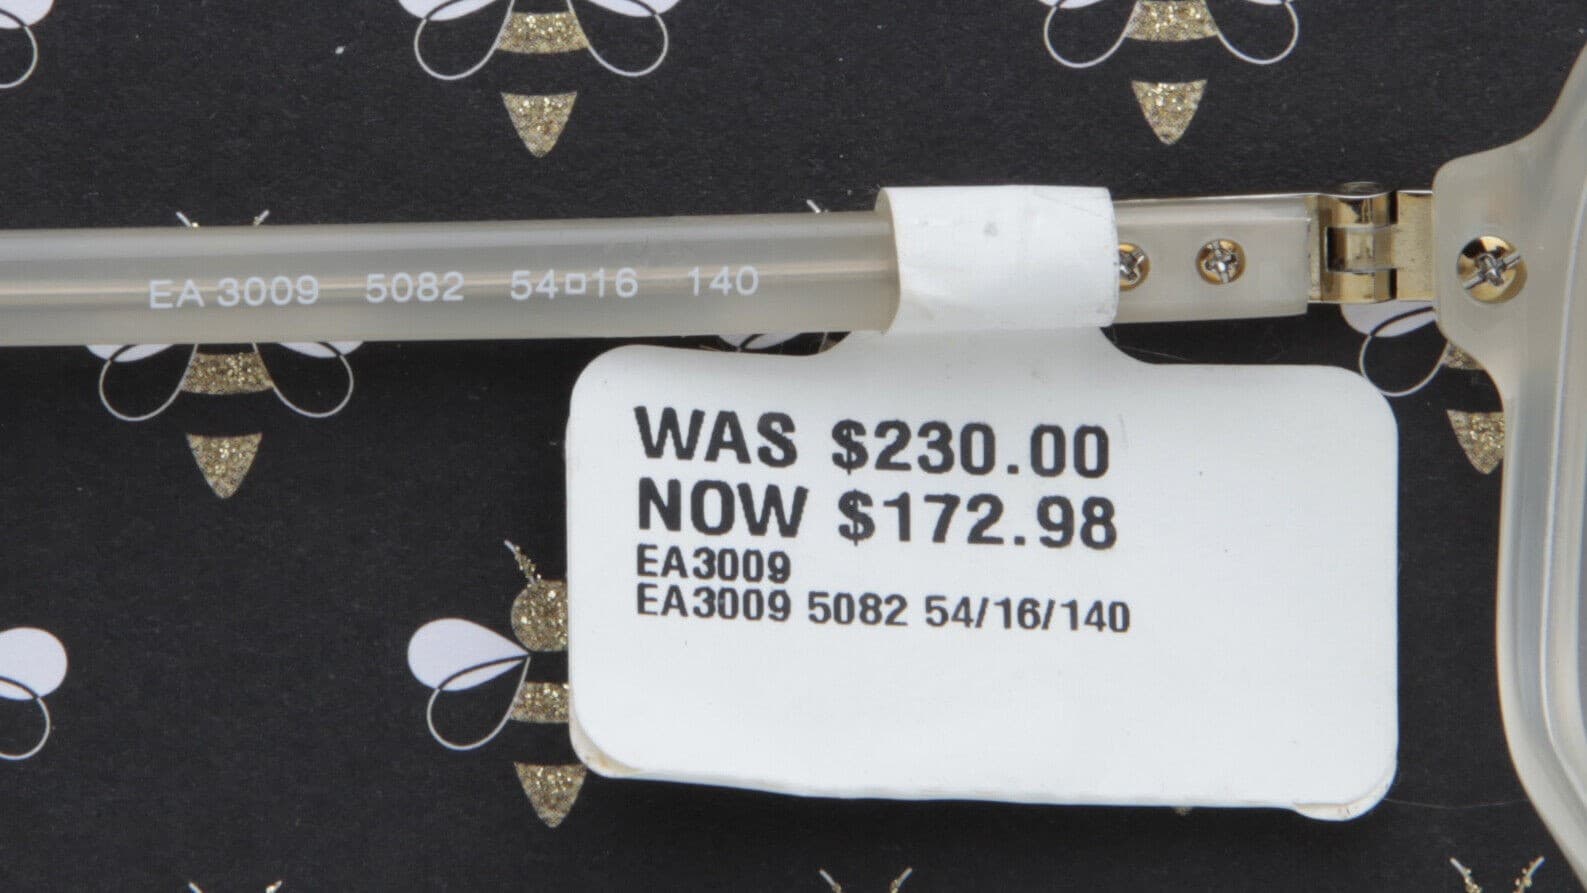 EA 3009 5082 54□16 140
WAS $230.00
NOW $172.98
EA3009
EA3009 5082 54/16/140